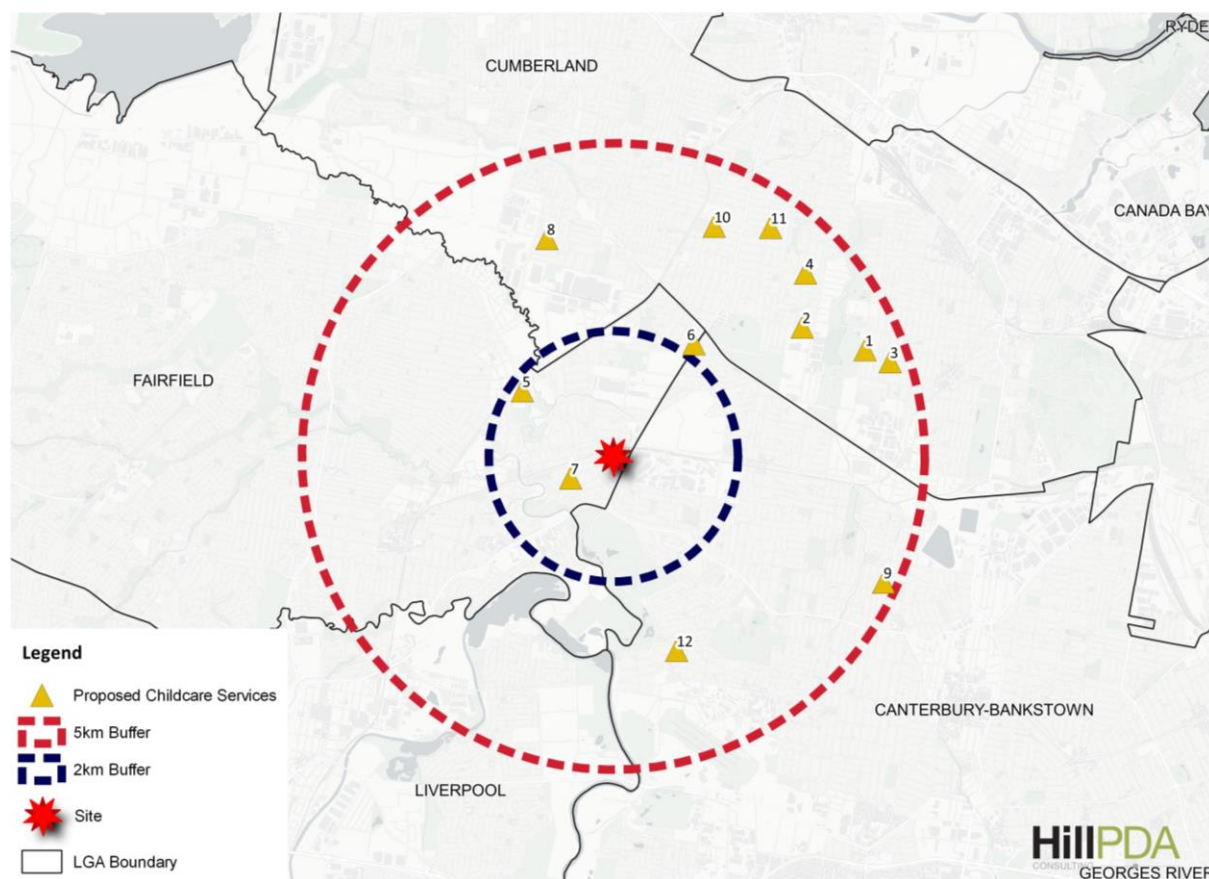 RYDE
CUMBERLAND
CANADA BAY
10
11
8
4
2
6
1
3
FAIRFIELD
5
7
9
12
Legend
Proposed Childcare Services
5km Buffer
2km Buffer
Site
LGA Boundary
CANTERBURY-BANKSTOWN
LIVERPOOL
HillPDA
CONSULTING
GEORGES RIVER